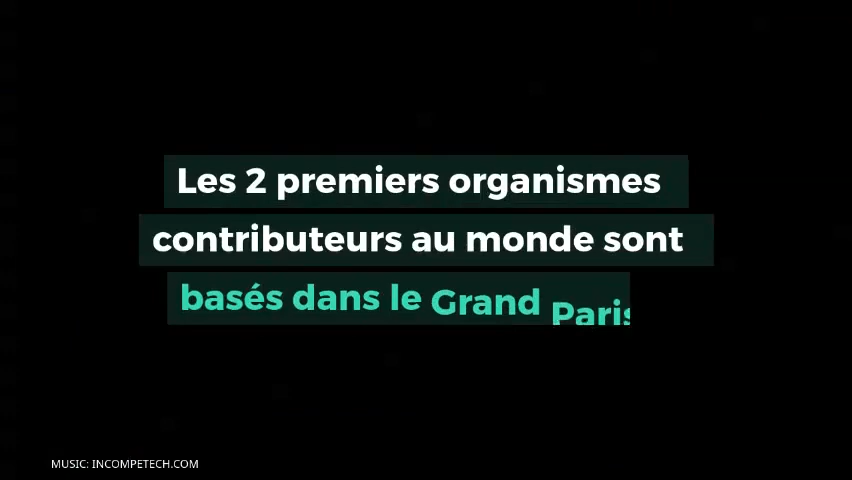 Les 2 premiers organismes
contributeurs au monde sont
basés dans le Grand Paris
MUSIC: INCOMPETECH.COM